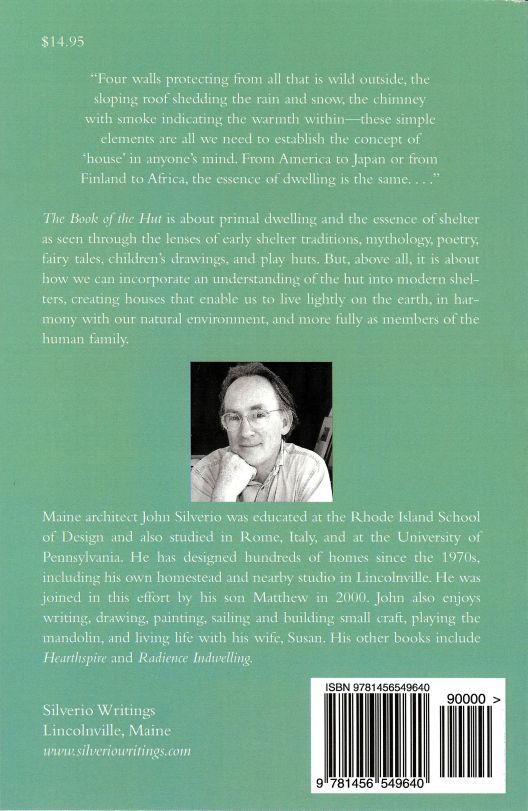 $14.95
“Four walls protecting from all that is wild outside, the
sloping roof shedding the rain and snow, the chimney
with smoke indicating the warmth within—these simple
elements are all we need to establish the concept of
‘house’ in anyone’s mind. From America to Japan or from
Finland to Africa, the essence of dwelling is the same. . . .”
The Book of the Hut is about primal dwelling and the essence of shelter
as seen through the lenses of early shelter traditions, mythology, poetry,
fairy tales, children’s drawings, and play huts. But, above all, it is about
how we can incorporate an understanding of the hut into modern shel-
ters, creating houses that enable us to live lightly on the earth, in har-
mony with our natural environment, and more fully as members of the
human family.
Maine architect John Silverio was educated at the Rhode Island School
of Design and also studied in Rome, Italy, and at the University of
Pennsylvania. He has designed hundreds of homes since the 1970s,
including his own homestead and nearby studio in Lincolnville. He was
joined in this effort by his son Matthew in 2000. John also enjoys
writing, drawing, painting, sailing and building small craft, playing the
mandolin, and living life with his wife, Susan. His other books include
Hearthspire and Radience Indwelling.
Silverio Writings
Lincolnville, Maine
www.silveriowritings.com
ISBN 9781456549640
90000 >
9 781456 549640